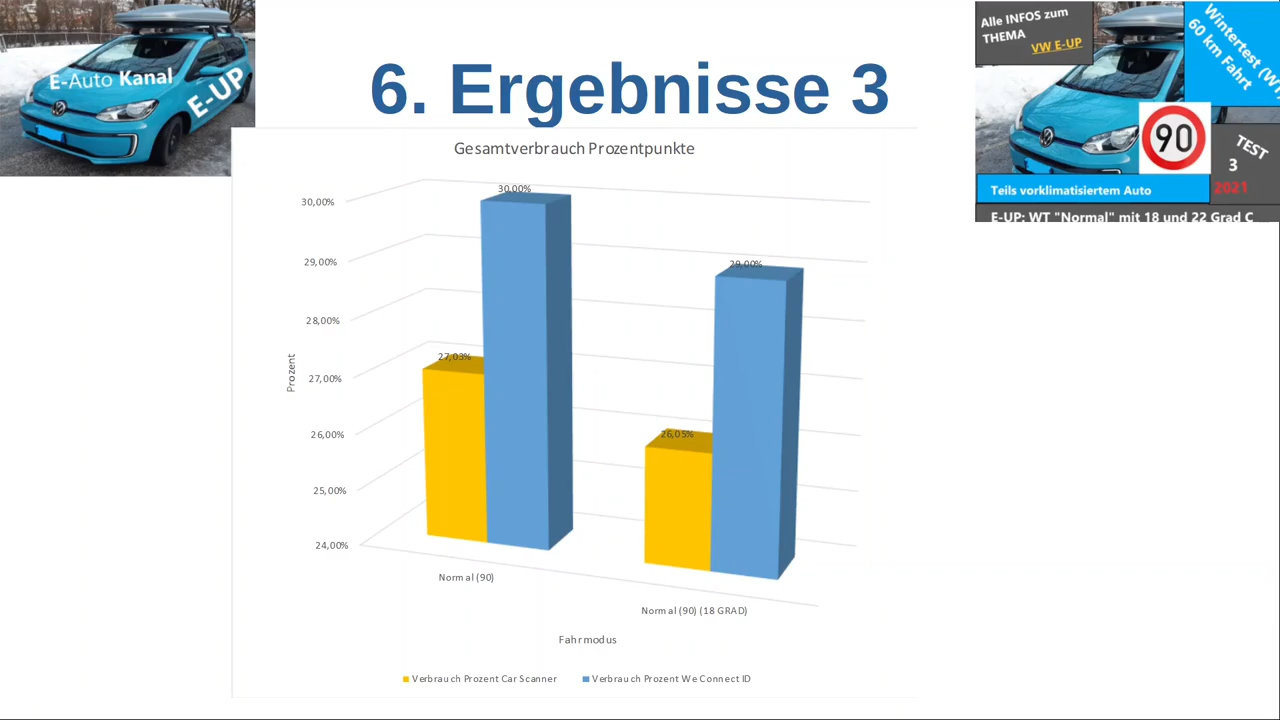 E-Auto Kanal
E-UP
6. Ergebnisse 3
Alle INFOS zum
THEMA
VW E-UP
Wintertest
60 km Fahrt
90
TEST
3
2021
Teils vorklimatisiertem Auto
E-UP: WT "Normal" mit 18 und 22 Grad C
Gesamtverbrauch Prozentpunkte
30,00%
29,00%
28,00%
27,00%
26,00%
25,00%
24,00%
Prozent
27,03%
30,00%
26,05%
29,00%
Normal (90)
Normal (90) (18 GRAD)
Fahrmodus
Verbrauch Prozent Car Scanner
Verbrauch Prozent We Connect ID